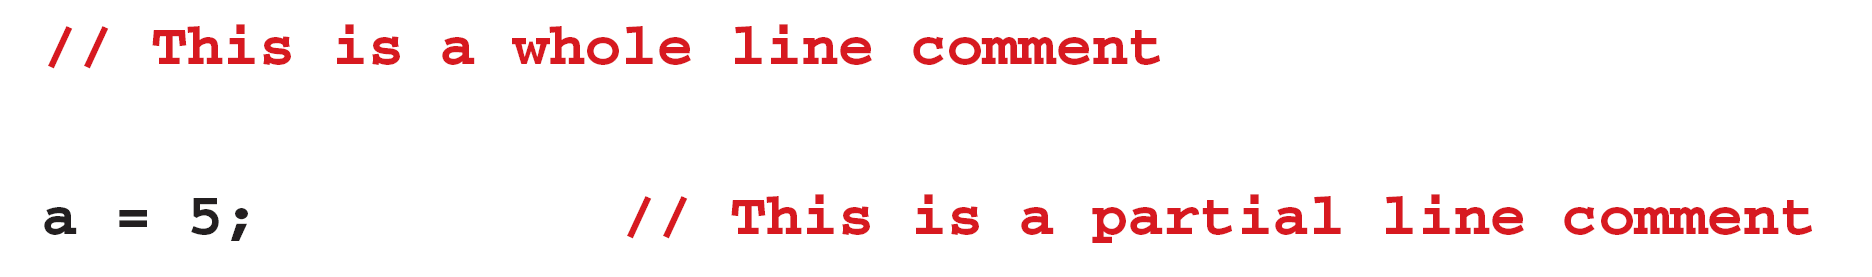 // This is a whole line comment
a = 5; // This is a partial line comment